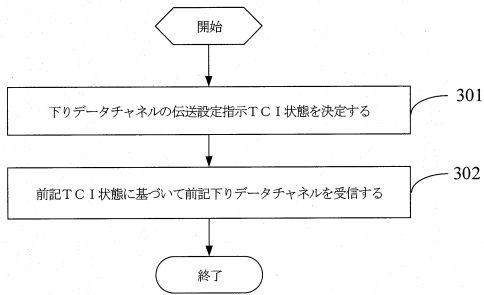 開始
下りデータチャネルの伝送設定指示TCI状態を決定する
301
前記TCI状態に基づいて前記下りデータチャネルを受信する
302
終了